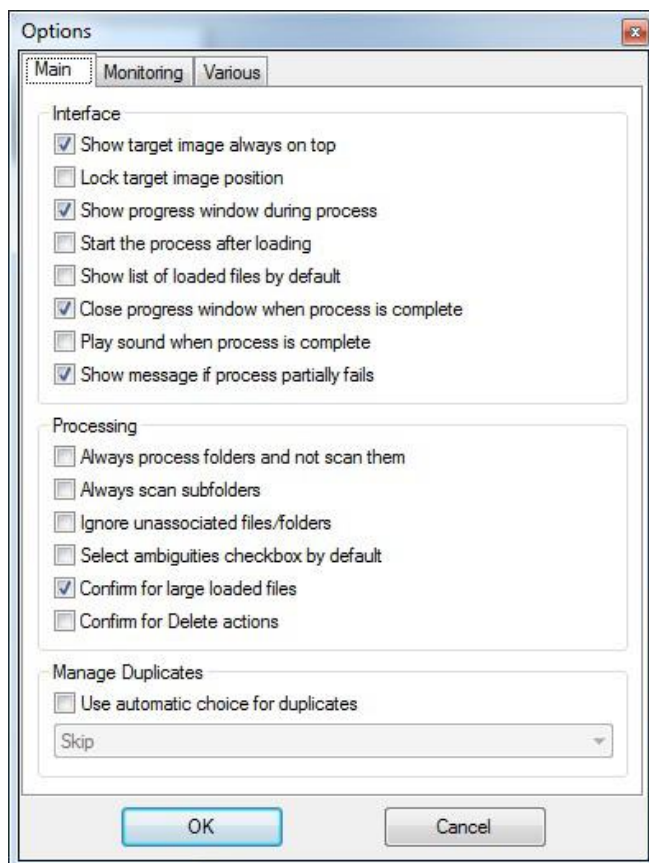 Options
Main Monitoring Various
Interface
Show target image always on top
Lock target image position
Show progress window during process
Start the process after loading
Show list of loaded files by default
Close progress window when process is complete
Play sound when process is complete
Show message if process partially fails
Processing
Always process folders and not scan them
Always scan subfolders
Ignore unassociated files/folders
Select ambiguities checkbox by default
Confirm for large loaded files
Confirm for Delete actions
Manage Duplicates
Use automatic choice for duplicates
Skip
OK Cancel